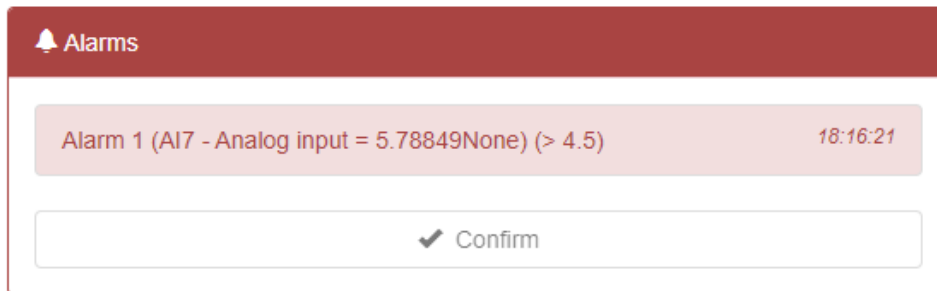 Alarms
Alarm 1 (AI7 - Analog input = 5.78849None) (> 4.5) 18:16:21
Confirm